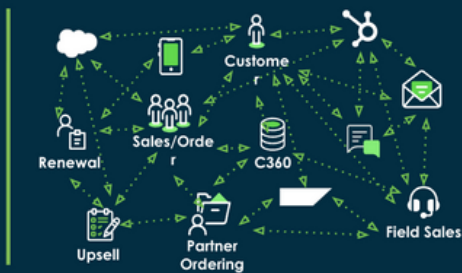 Custome
r
Renewal
Sales/Orde
r
C360
Field Sales
Upsell
Partner
Ordering